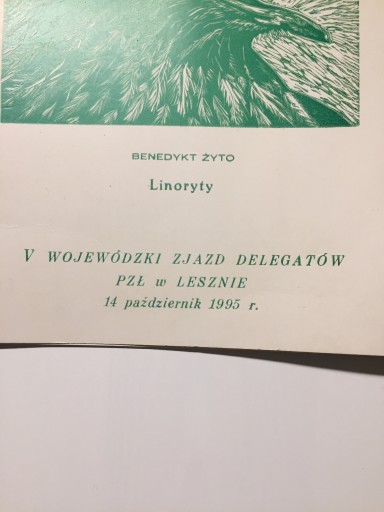 BENEDYKT ŻYTO
Linoryty
V WOJEWÓDZKI ZJAZD DELEGATÓW
PZŁ w LESZNIE
14 październik 1995 r.